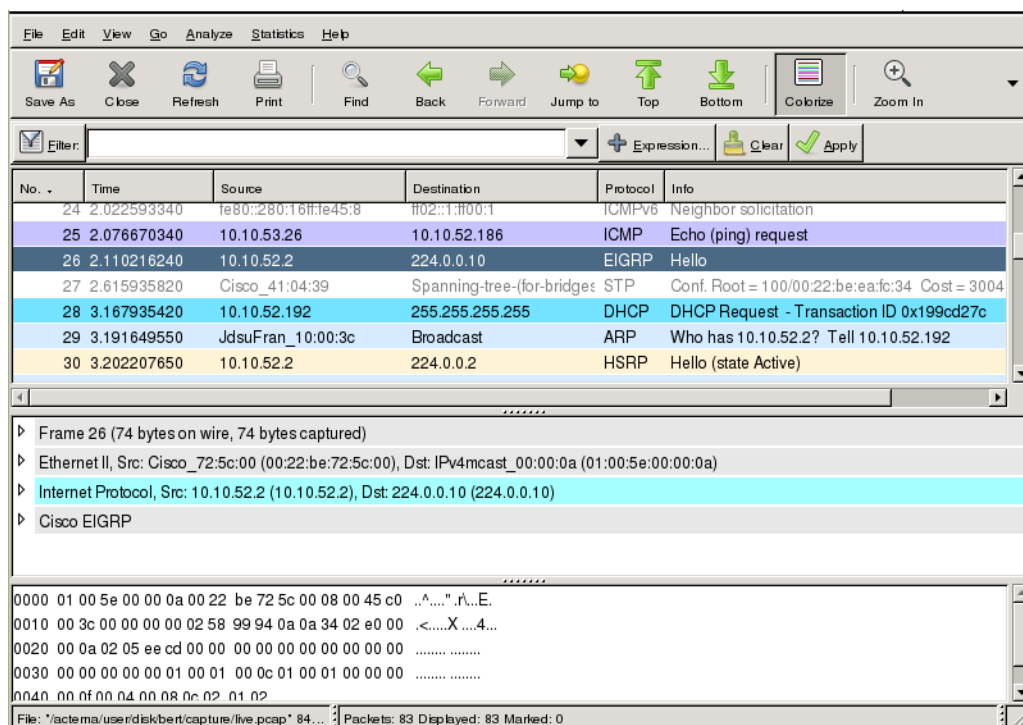 File Edit View Go Analyze Statistics Help
Save As Close Refresh Print Find Back Forward Jump to Top Bottom Colorize Zoom In
Filter: Expression... Clear Apply
No. Time Source Destination Protocol Info
24 2.022593340 fe80::280:16ff:fe45:8 ff02::1:ff00:1 ICMPv6 Neighbor solicitation
25 2.076670340 10.10.53.26 10.10.52.186 ICMP Echo (ping) request
26 2.110216240 10.10.52.2 224.0.0.10 EIGRP Hello
27 2.615935820 Cisco_41:04:39 Spanning-tree-(for-bridges STP Conf. Root = 100/00:22:be:ea:fc:34 Cost = 3004
28 3.167935420 10.10.52.192 255.255.255.255 DHCP DHCP Request - Transaction ID 0x199cd27c
29 3.191649550 JdsuFran_10:00:3c Broadcast ARP Who has 10.10.52.2? Tell 10.10.52.192
30 3.202207650 10.10.52.2 224.0.0.2 HSRP Hello (state Active)
Frame 26 (74 bytes on wire, 74 bytes captured)
Ethernet II, Src: Cisco_72:5c:00 (00:22:be:72:5c:00), Dst: IPv4mcast_00:00:0a (01:00:5e:00:00:0a)
Internet Protocol, Src: 10.10.52.2 (10.10.52.2), Dst: 224.0.0.10 (224.0.0.10)
Cisco EIGRP
0000 01 00 5e 00 00 0a 00 22 be 72 5c 00 08 00 45 c0 ..^....".r\...E.
0010 00 3c 00 00 00 00 02 58 99 94 0a 0a 34 02 e0 00 .<.....X ....4...
0020 00 0a 02 05 ee cd 00 00 00 00 00 00 00 00 00 00 ........ ........
0030 00 00 00 00 00 01 00 01 00 0c 01 00 01 00 00 00 ........ ........
0040 00 0f 00 04 00 08 0c 02 01 02
File: "/acterna/user/disk/bert/capture/live.pcap" 84... Packets: 83 Displayed: 83 Marked: 0